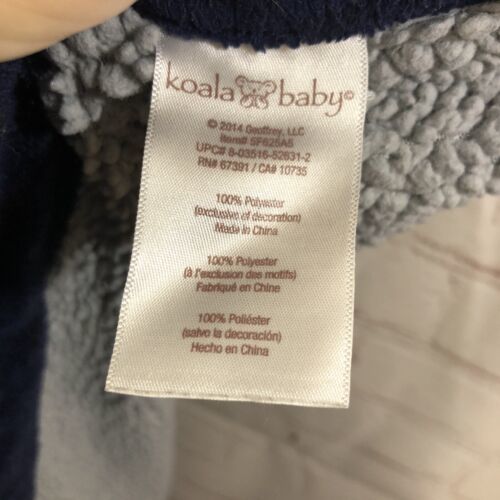 koala baby©
© 2014 Geoffrey, LLC
Item# 5F625A5
UPC# 8-03516-52631-2
RN# 67391 / CA# 10735
100% Polyester
(exclusive of decoration)
Made in China
100% Polyester
(à l'exclusion des motifs)
Fabriqué en Chine
100% Poliéster
(salvo la decoración)
Hecho en China